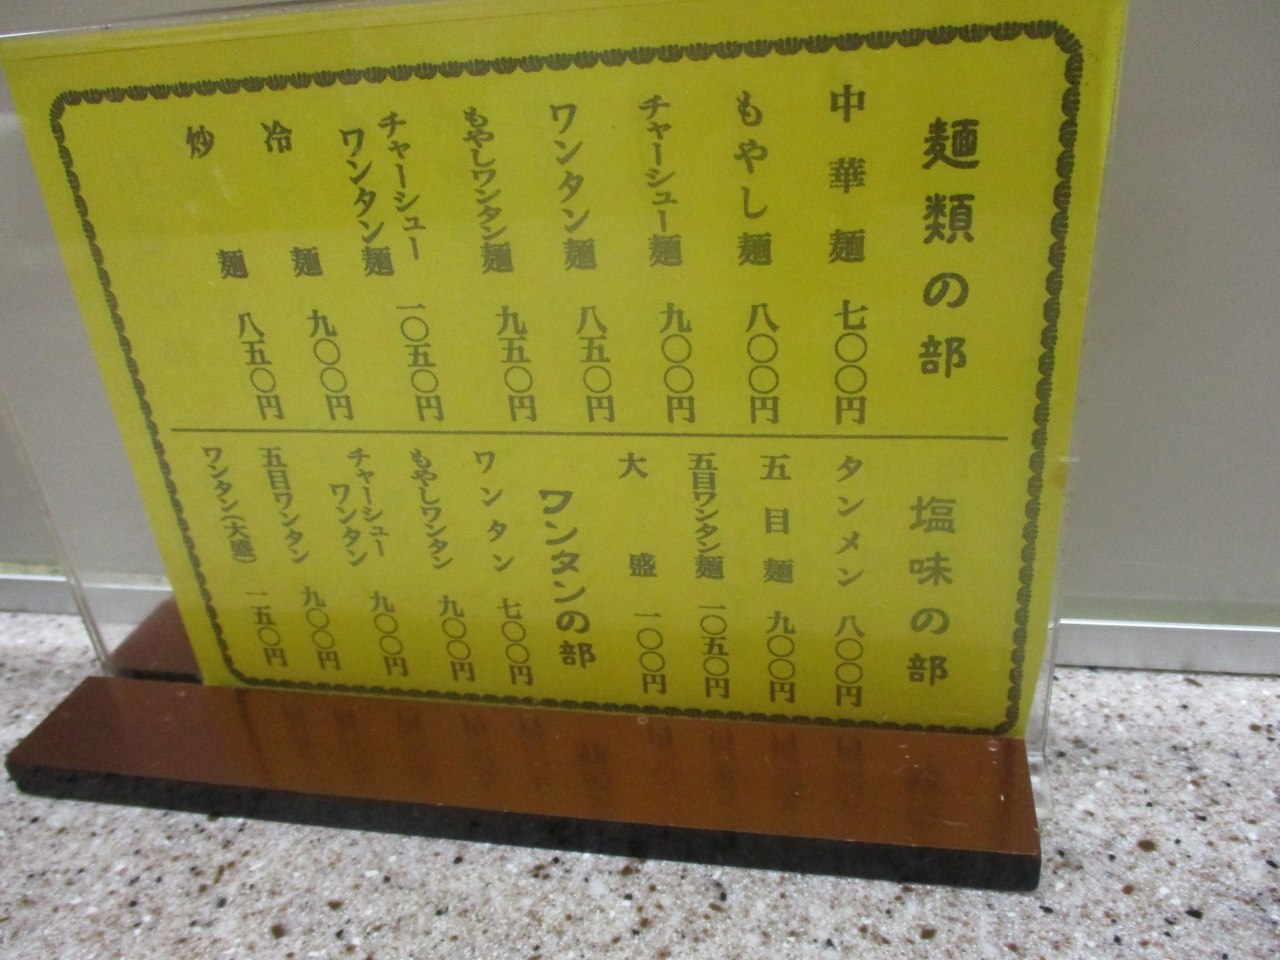 麺類の部
中華麺 七〇〇円
もやし麺 八〇〇円
チャーシュー麺 九〇〇円
ワンタン麺 八五〇円
もやしワンタン麺 九五〇円
チャーシュー
ワンタン麺 一〇五〇円
冷麺 九〇〇円
炒麺 八五〇円
塩味の部
タンメン 八〇〇円
五目麺 九〇〇円
五目ワンタン麺 一〇五〇円
大盛 一〇〇円
ワンタンの部
ワンタン 七〇〇円
もやしワンタン 九〇〇円
チャーシュー
ワンタン 九〇〇円
五目ワンタン 九〇〇円
ワンタン(大盛) 一五〇円